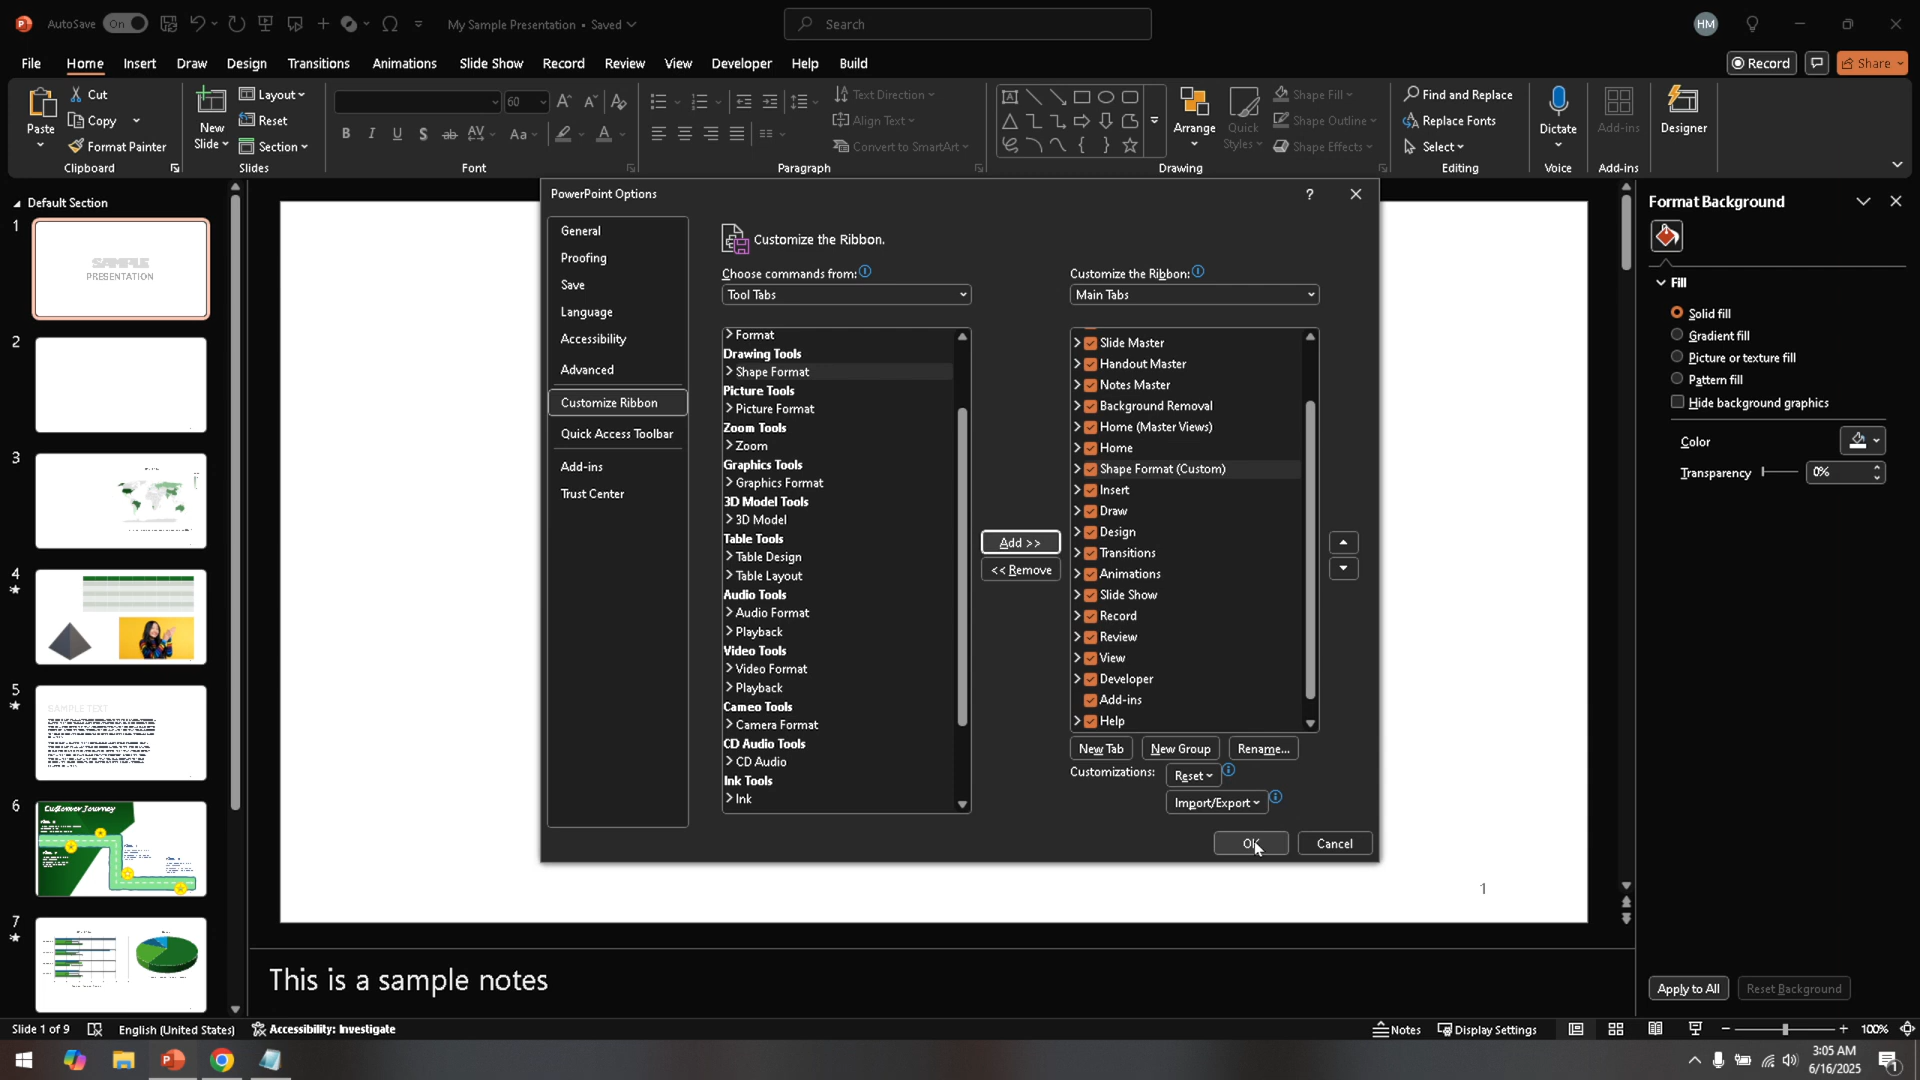 AutoSave On My Sample Presentation • Saved Search HM
File Home Insert Draw Design Transitions Animations Slide Show Record Review View Developer Help Build Record Share
Paste Cut Copy Format Painter Clipboard
New Slide Layout Reset Section Slides
60 Aa Font
Paragraph Text Direction Align Text Convert to SmartArt
Arrange Quick Styles Shape Fill Shape Outline Shape Effects Drawing
Find and Replace Replace Fonts Select Editing
Dictate Voice
Add-ins Add-ins
Designer
Default Section
1
SAMPLE
PRESENTATION
2
3
4
5
SAMPLE TEXT
6
Customer Journey
7
PowerPoint Options
General
Proofing
Save
Language
Accessibility
Advanced
Customize Ribbon
Quick Access Toolbar
Add-ins
Trust Center
Customize the Ribbon.
Choose commands from:
Tool Tabs
Format
Drawing Tools
Shape Format
Picture Tools
Picture Format
Zoom Tools
Zoom
Graphics Tools
Graphics Format
3D Model Tools
3D Model
Table Tools
Table Design
Table Layout
Audio Tools
Audio Format
Playback
Video Tools
Video Format
Playback
Cameo Tools
Camera Format
CD Audio Tools
CD Audio
Ink Tools
Ink
Add >>
<< Remove
Customize the Ribbon:
Main Tabs
Slide Master
Handout Master
Notes Master
Background Removal
Home (Master Views)
Home
Shape Format (Custom)
Insert
Draw
Design
Transitions
Animations
Slide Show
Record
Review
View
Developer
Add-ins
Help
New Tab New Group Rename...
Customizations: Reset
Import/Export
OK Cancel
1
This is a sample notes
Format Background
Fill
Solid fill
Gradient fill
Picture or texture fill
Pattern fill
Hide background graphics
Color
Transparency 0%
Apply to All Reset Background
Slide 1 of 9 English (United States) Accessibility: Investigate Notes Display Settings 100%
3:05 AM
6/16/2025
1